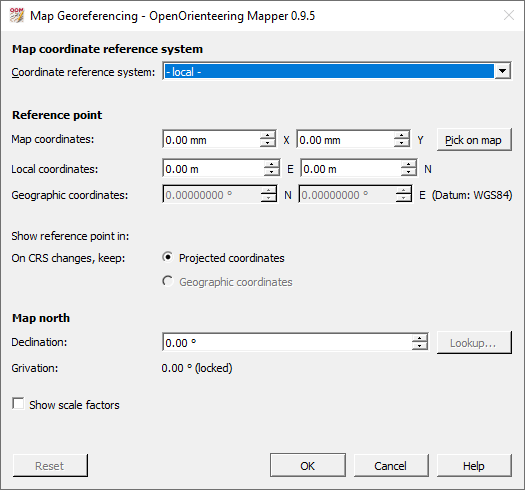 Map Georeferencing - OpenOrienteering Mapper 0.9.5
Map coordinate reference system
Coordinate reference system: - local -
Reference point
Map coordinates: 0.00 mm X 0.00 mm Y Pick on map
Local coordinates: 0.00 m E 0.00 m N
Geographic coordinates: 0.00000000 ° N 0.00000000 ° E (Datum: WGS84)
Show reference point in:
On CRS changes, keep: Projected coordinates
Geographic coordinates
Map north
Declination: 0.00 ° Lookup...
Grivation: 0.00 ° (locked)
Show scale factors
Reset OK Cancel Help